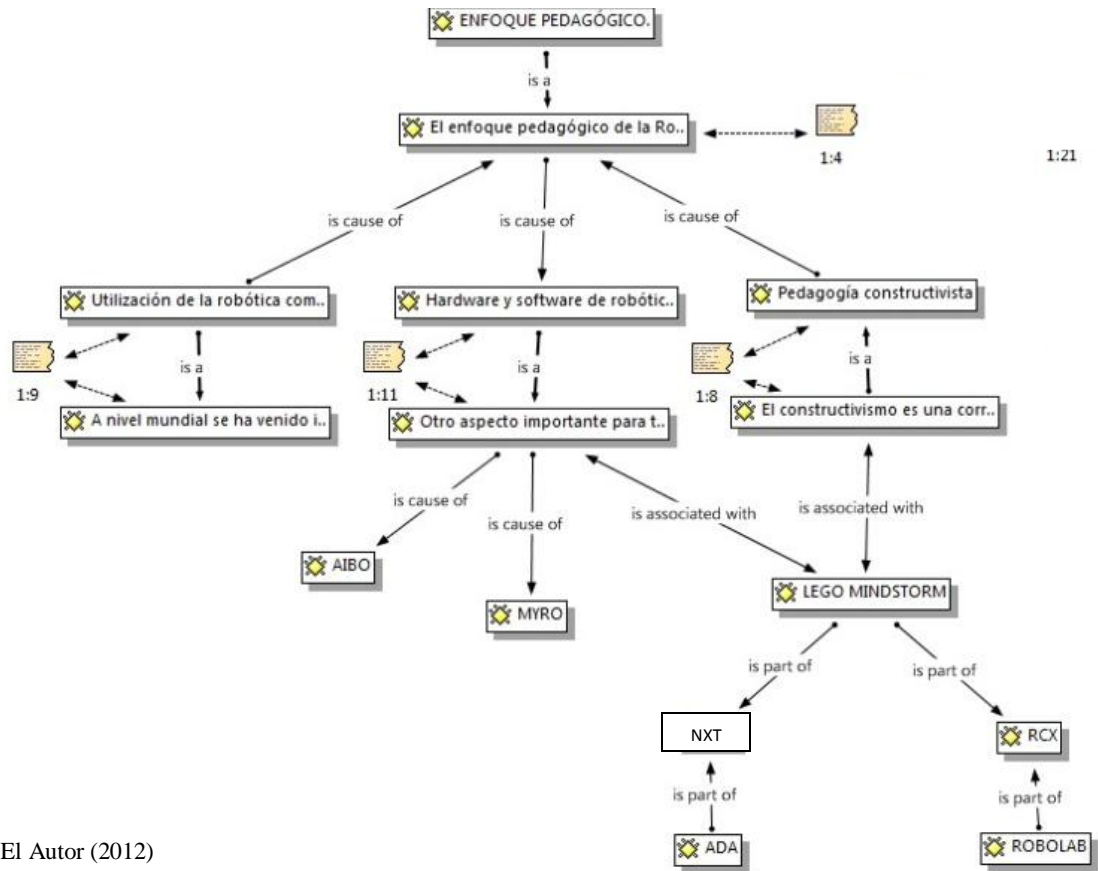 ENFOQUE PEDAGÓGICO.
is a
El enfoque pedagógico de la Ro..
1:4
1:21
is cause of
is cause of
is cause of
Utilización de la robótica com..
Hardware y software de robótic..
Pedagogía constructivista
1:9
is a
1:11
is a
1:8
is a
A nivel mundial se ha venido i..
Otro aspecto importante para t..
El constructivismo es una corr..
is cause of
is cause of
is associated with
is associated with
AIBO
MYRO
LEGO MINDSTORM
is part of
is part of
NXT
RCX
is part of
is part of
ADA
ROBOLAB
El Autor (2012)